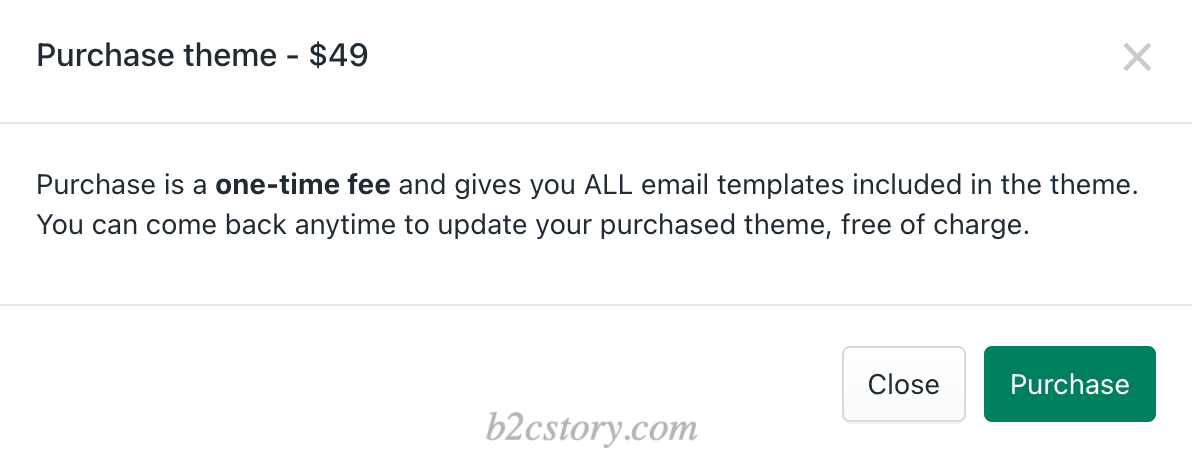 Purchase theme - $49
Purchase is a one-time fee and gives you ALL email templates included in the theme.
You can come back anytime to update your purchased theme, free of charge.
Close
Purchase
b2cstory.com